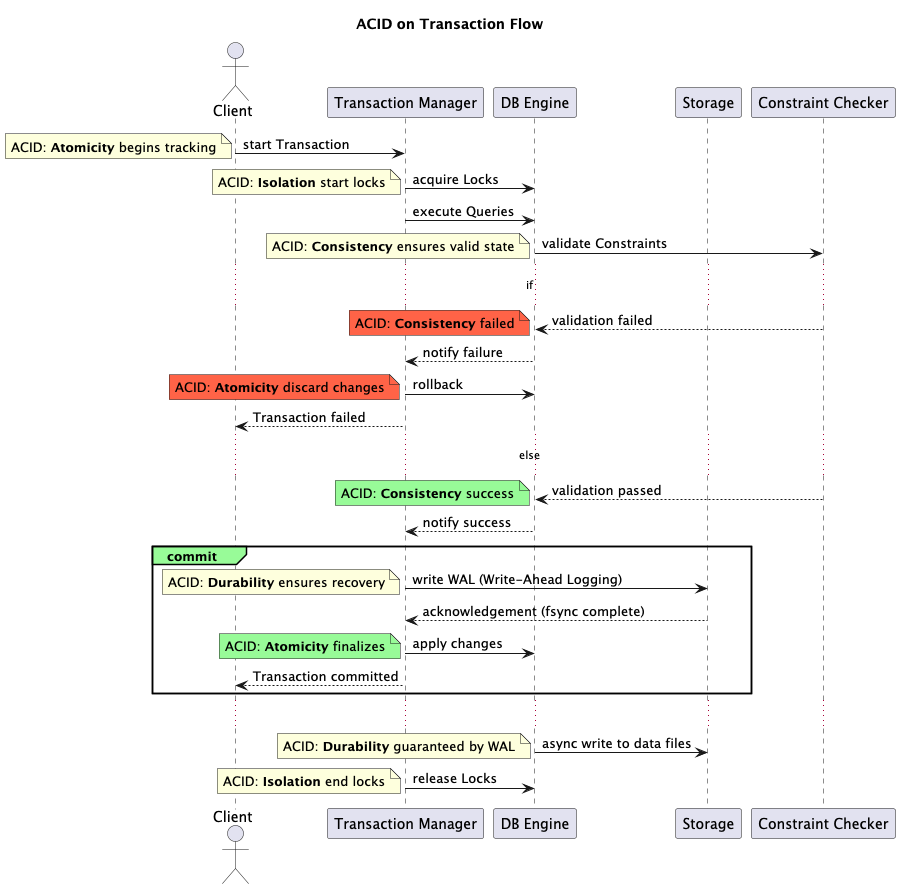 ACID on Transaction Flow
Client
Transaction Manager
DB Engine
Storage
Constraint Checker
ACID: Atomicity begins tracking
start Transaction
ACID: Isolation start locks
acquire Locks
execute Queries
ACID: Consistency ensures valid state
validate Constraints
if
ACID: Consistency failed
validation failed
notify failure
ACID: Atomicity discard changes
rollback
Transaction failed
else
ACID: Consistency success
validation passed
notify success
commit
ACID: Durability ensures recovery
write WAL (Write-Ahead Logging)
acknowledgement (fsync complete)
ACID: Atomicity finalizes
apply changes
Transaction committed
ACID: Durability guaranteed by WAL
async write to data files
ACID: Isolation end locks
release Locks
Client
Transaction Manager
DB Engine
Storage
Constraint Checker